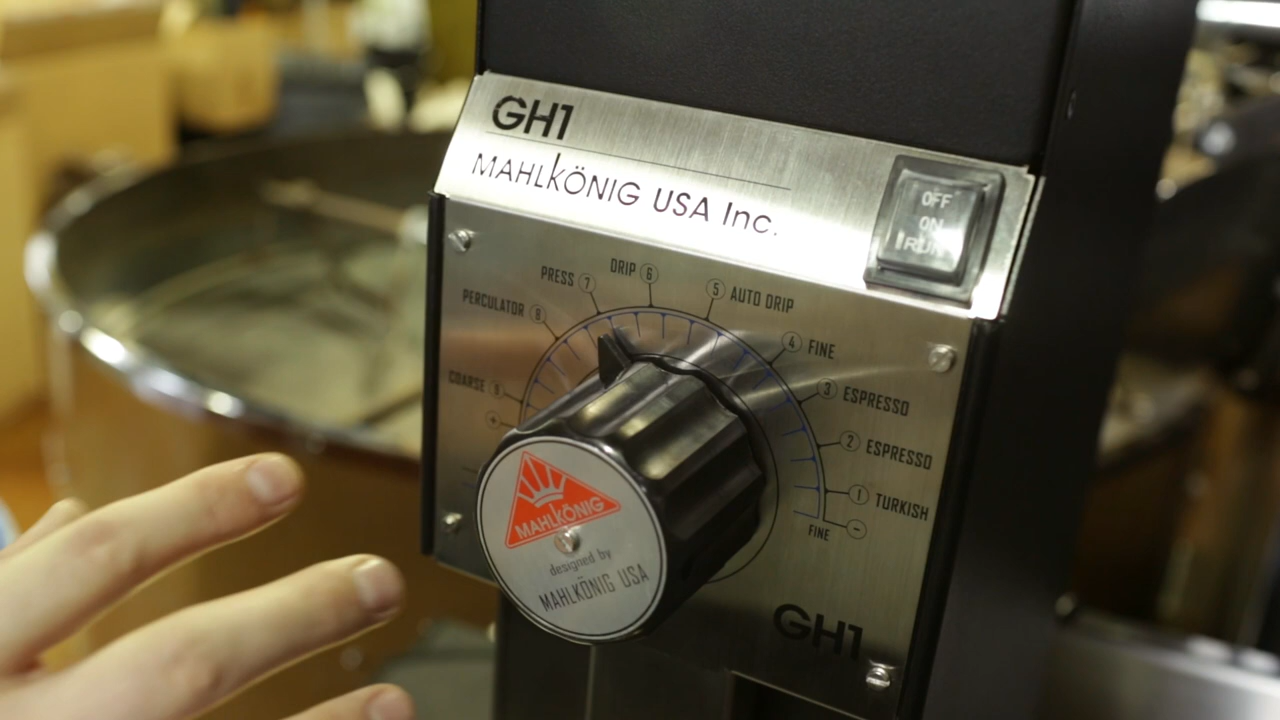 GH1
MAHLKÖNIG USA Inc.
OFF
ON
RUN
DRIP 6
PRESS 7
5 AUTO DRIP
PERCULATOR 8
4 FINE
COARSE 9
3 ESPRESSO
+
2 ESPRESSO
1 TURKISH
FINE -
MAHLKÖNIG
designed by
MAHLKÖNIG USA
GH1